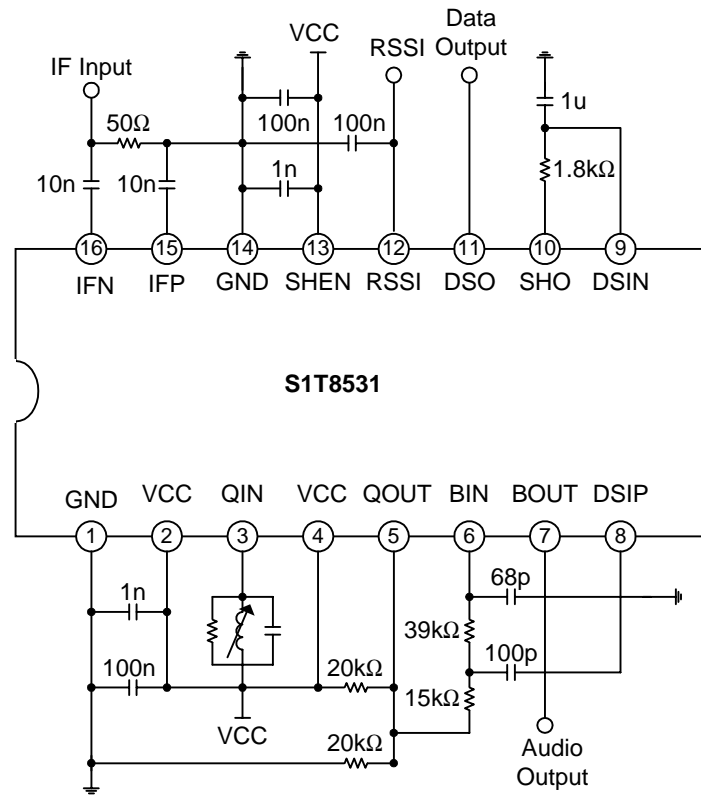 Data
Output
VCC
RSSI
IF Input
50Ω
100n
100n
1u
10n
10n
1n
1.8kΩ
16 15 14 13 12 11 10 9
IFN IFP GND SHEN RSSI DSO SHO DSIN
S1T8531
GND VCC QIN VCC QOUT BIN BOUT DSIP
1 2 3 4 5 6 7 8
1n
68p
39kΩ
100n
20kΩ
100p
15kΩ
VCC
20kΩ
Audio
Output